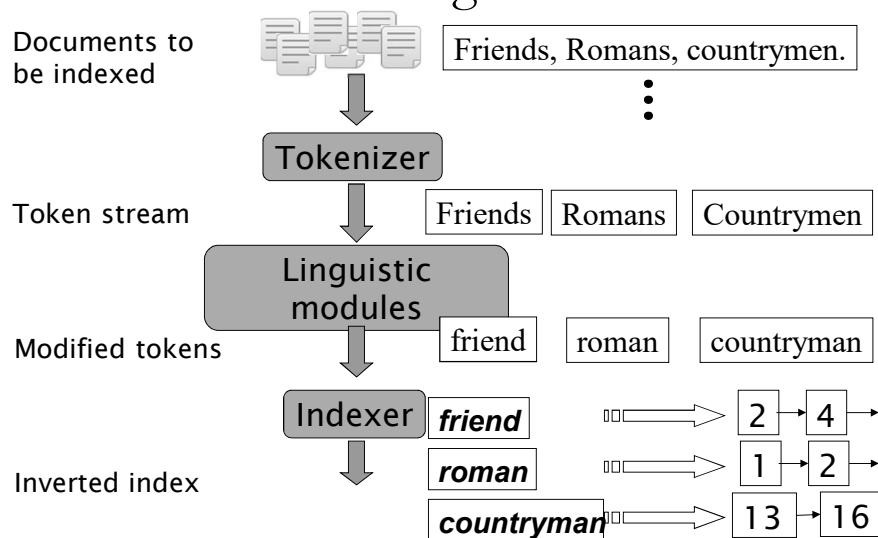 g
Documents to
be indexed
Friends, Romans, countrymen.
Tokenizer
Token stream
Friends Romans Countrymen
Linguistic
modules
Modified tokens
friend roman countryman
Indexer
friend 2 4
roman 1 2
Inverted index
countryman 13 16